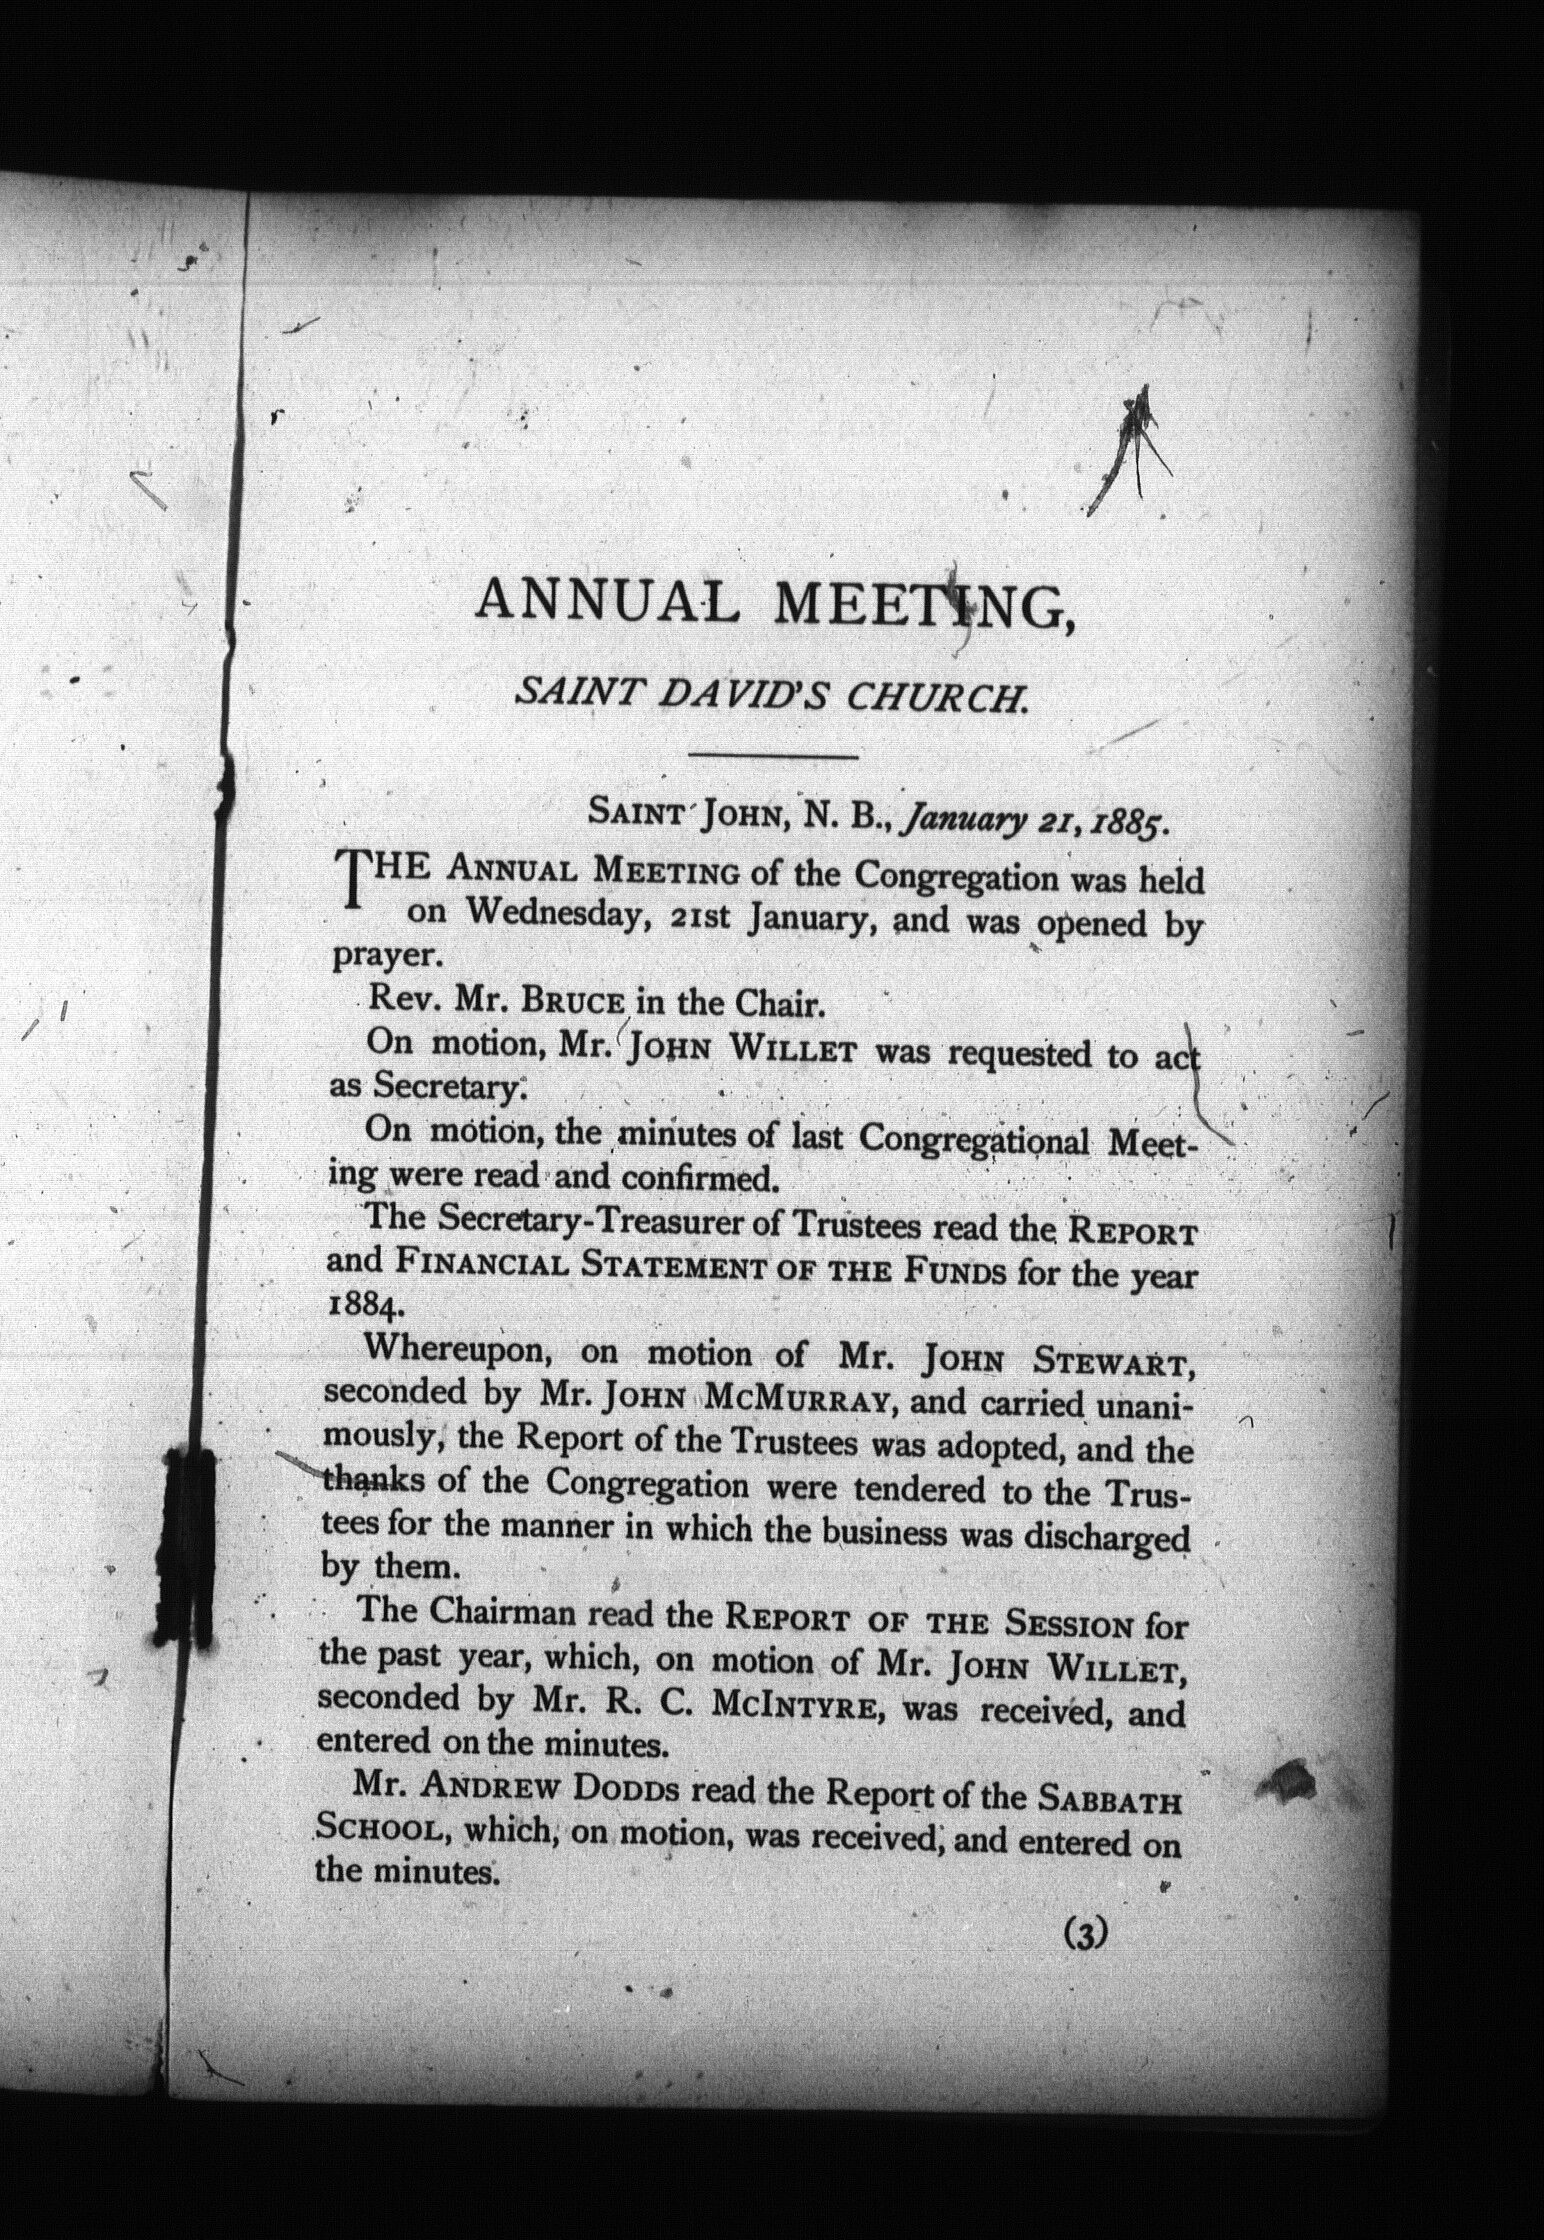 ANNUAL MEETING,
SAINT DAVID'S CHURCH.
SAINT JOHN, N. B., January 21, 1885.
THE ANNUAL MEETING of the Congregation was held
on Wednesday, 21st January, and was opened by
prayer.
Rev. Mr. BRUCE in the Chair.
On motion, Mr. JOHN WILLET was requested to act
as Secretary.
On motion, the minutes of last Congregational Meet-
ing were read and confirmed.
The Secretary-Treasurer of Trustees read the REPORT
and FINANCIAL STATEMENT OF THE FUNDS for the year
1884.
Whereupon, on motion of Mr. JOHN STEWART,
seconded by Mr. JOHN MCMURRAY, and carried unani-
mously, the Report of the Trustees was adopted, and the
thanks of the Congregation were tendered to the Trus-
tees for the manner in which the business was discharged
by them.
The Chairman read the REPORT OF THE SESSION for
the past year, which, on motion of Mr. JOHN WILLET,
seconded by Mr. R. C. MCINTYRE, was received, and
entered on the minutes.
Mr. ANDREW DODDS read the Report of the SABBATH
SCHOOL, which, on motion, was received, and entered on
the minutes.
(3)